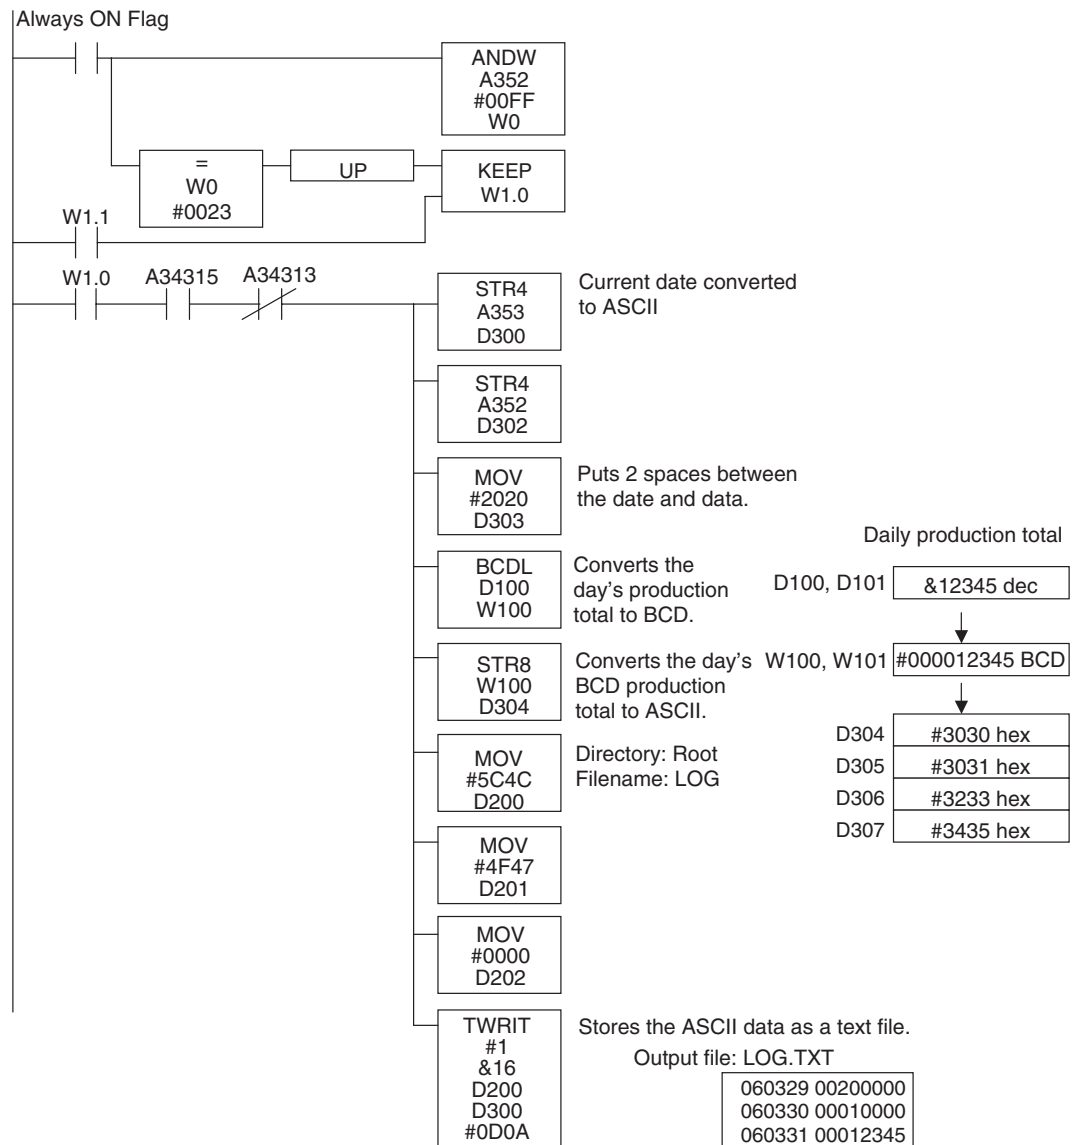 Always ON Flag
ANDW
A352
#00FF
W0
=
W0
#0023
UP
KEEP
W1.0
W1.1
W1.0
A34315
A34313
STR4
A353
D300
Current date converted
to ASCII
STR4
A352
D302
MOV
#2020
D303
Puts 2 spaces between
the date and data.
BCDL
D100
W100
Converts the
day's production
total to BCD.
STR8
W100
D304
Converts the day's
BCD production
total to ASCII.
MOV
#5C4C
D200
Directory: Root
Filename: LOG
MOV
#4F47
D201
MOV
#0000
D202
TWRIT
#1
&16
D200
D300
#0D0A
Stores the ASCII data as a text file.
Output file: LOG.TXT
060329 00200000
060330 00010000
060331 00012345
Daily production total
D100, D101
&12345 dec
W100, W101
#000012345 BCD
D304
#3030 hex
D305
#3031 hex
D306
#3233 hex
D307
#3435 hex